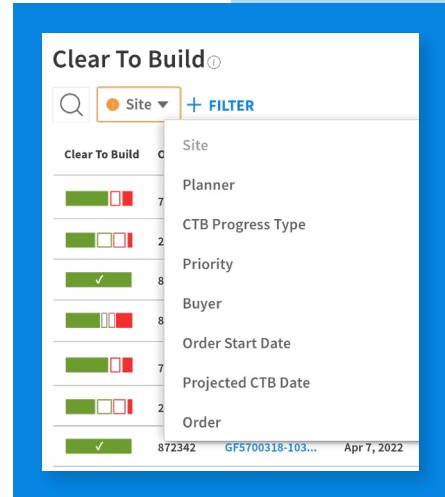 Clear To Build
Site
+ FILTER
Clear To Build
Site
Planner
CTB Progress Type
Priority
Buyer
Order Start Date
Projected CTB Date
Order
872342 GF5700318-103... Apr 7, 2022